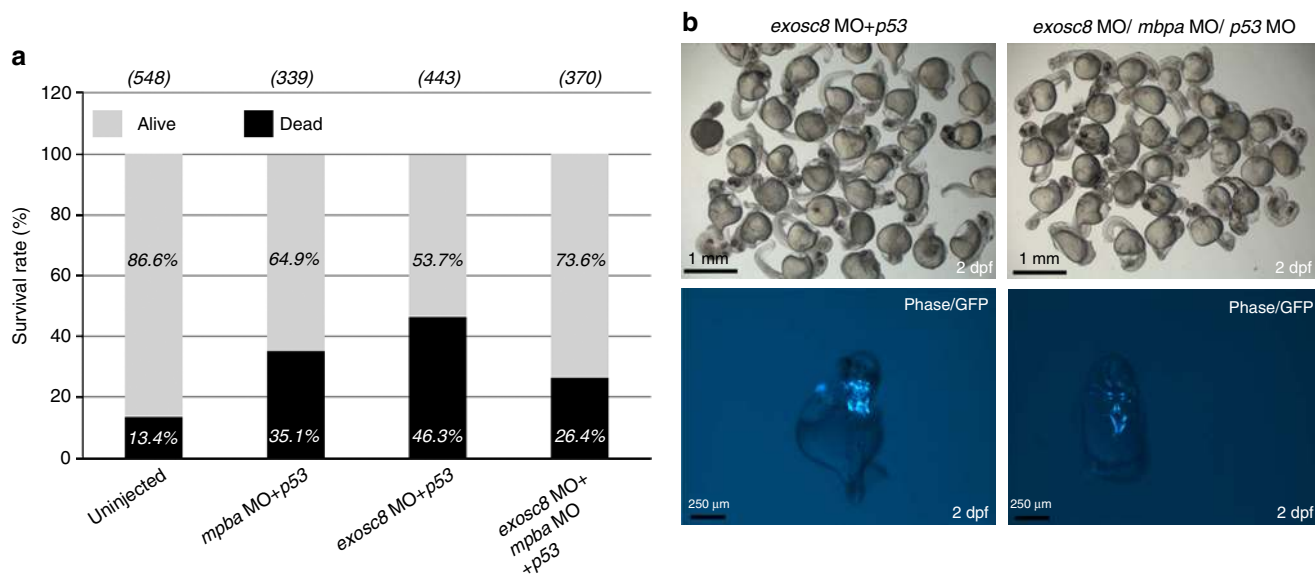 a
(548) (339) (443) (370)
Survival rate (%)
120
100
80
60
40
20
0
Alive
Dead
86.6% 64.9% 53.7% 73.6%
13.4% 35.1% 46.3% 26.4%
Uninjected
mpba MO+p53
exosc8 MO+p53
exosc8 MO+
mpba MO
+p53
b
exosc8 MO+p53
exosc8 MO/ mbpa MO/ p53 MO
1 mm
2 dpf
1 mm
2 dpf
Phase/GFP
250 µm
2 dpf
Phase/GFP
250 µm
2 dpf